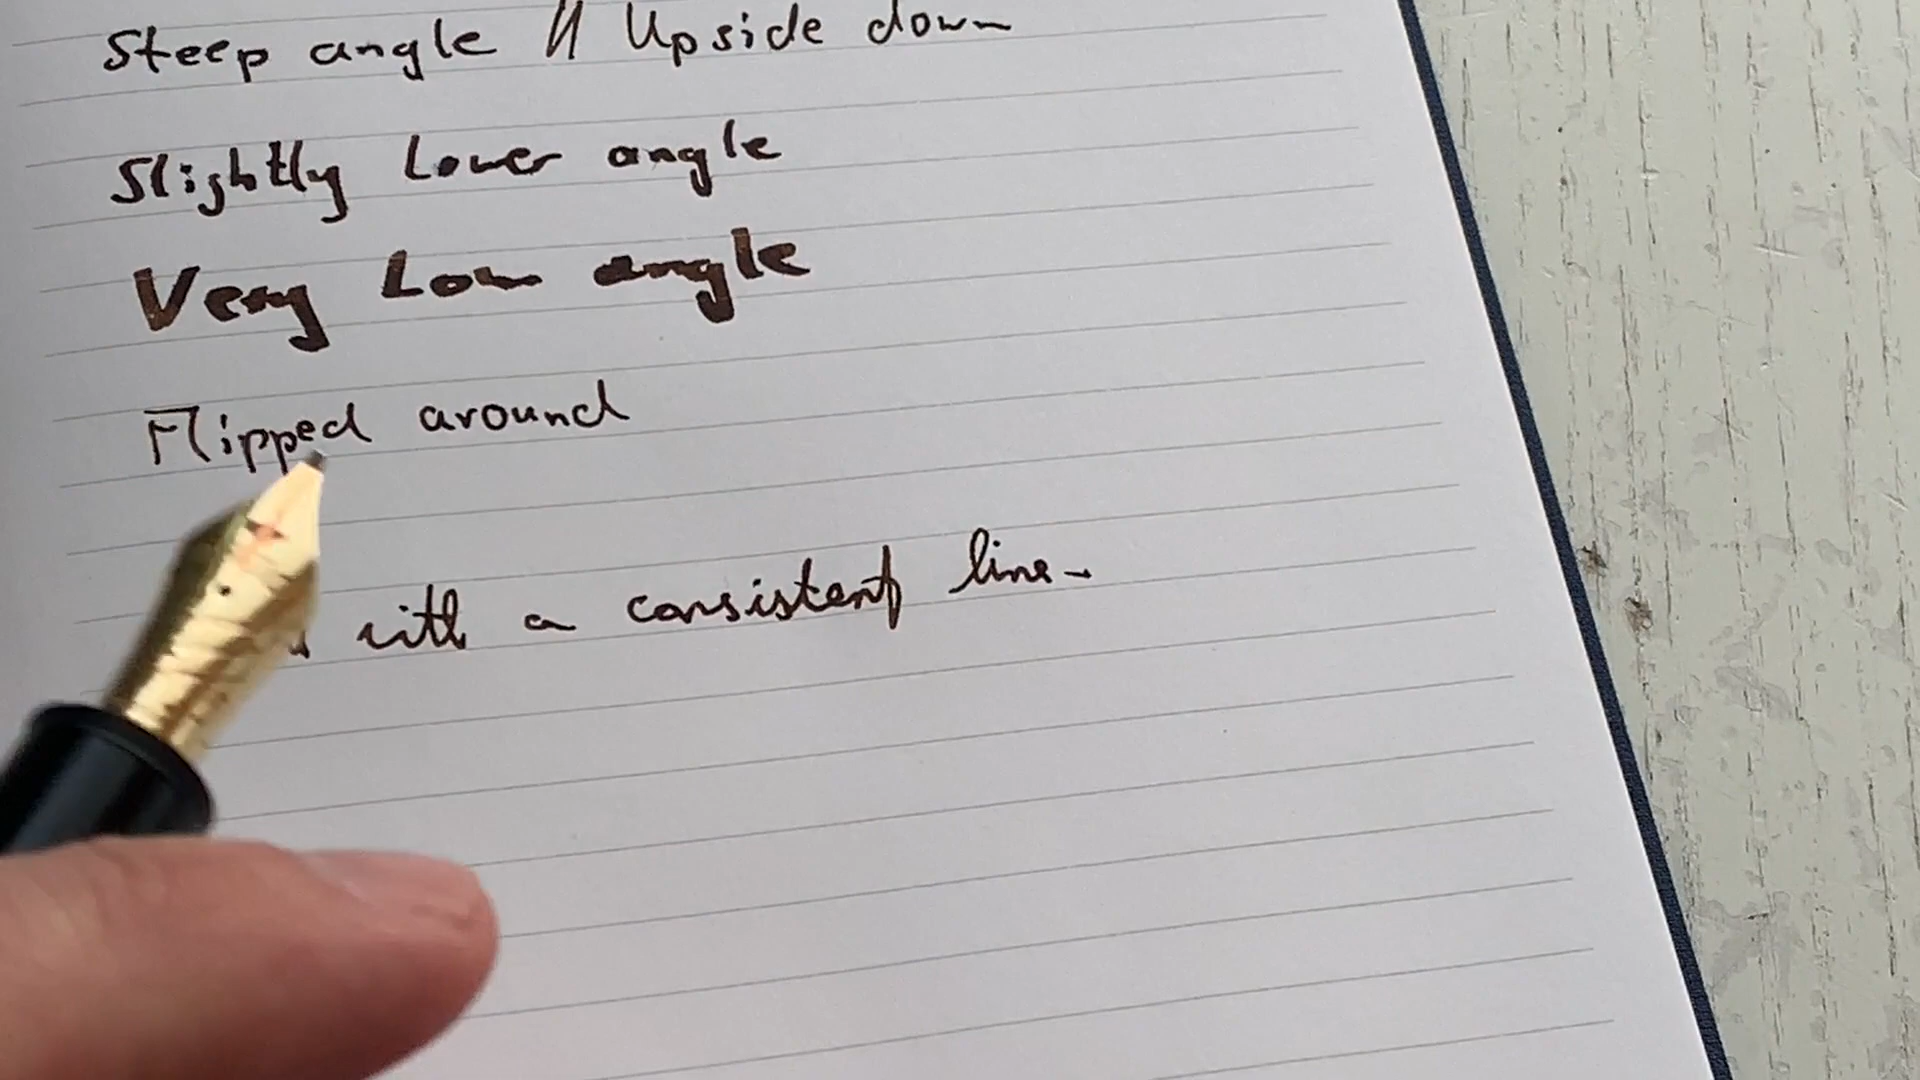 Steep angle // Upside down
Slightly Lower angle
Very Low angle
Flipped around
with a consistent line.